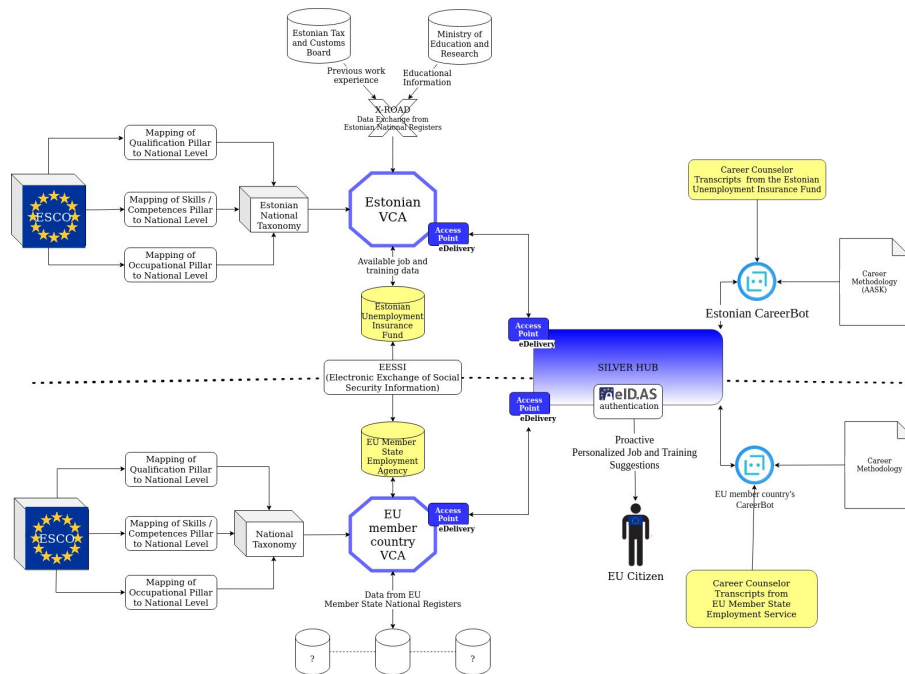 Estonian Tax
and Customs
Board
Ministry of
Education and
Research
Previous work
experience
Educational
Information
X-ROAD
Data Exchange from
Estonian National Registers
Mapping of
Qualification Pillar
to National Level
ESCO
Mapping of Skills /
Competences Pillar
to National Level
Estonian
National
Taxonomy
Estonian
VCA
Access
Point
eDelivery
Mapping of
Occupational Pillar
to National Level
Available job and
training data
Estonian
Unemployment
Insurance
Fund
Career Counselor
Transcripts from the Estonian
Unemployment Insurance Fund
Career
Methodology
(AASK)
Estonian CareerBot
Access
Point
eDelivery
SILVER HUB
EESSI
(Electronic Exchange of Social
Security Information)
Access
Point
eDelivery
eID.AS
authentication
Proactive
Personalized Job and Training
Suggestions
EU Citizen
EU Member
State
Employment
Agency
Mapping of
Qualification Pillar
to National Level
ESCO
Mapping of Skills /
Competences Pillar
to National Level
National
Taxonomy
EU
member
country
VCA
Access
Point
eDelivery
Mapping of
Occupational Pillar
to National Level
Career
Methodology
EU member country's
CareerBot
Career Counselor
Transcripts from
EU Member State
Employment Service
Data from EU
Member State National Registers
?
?